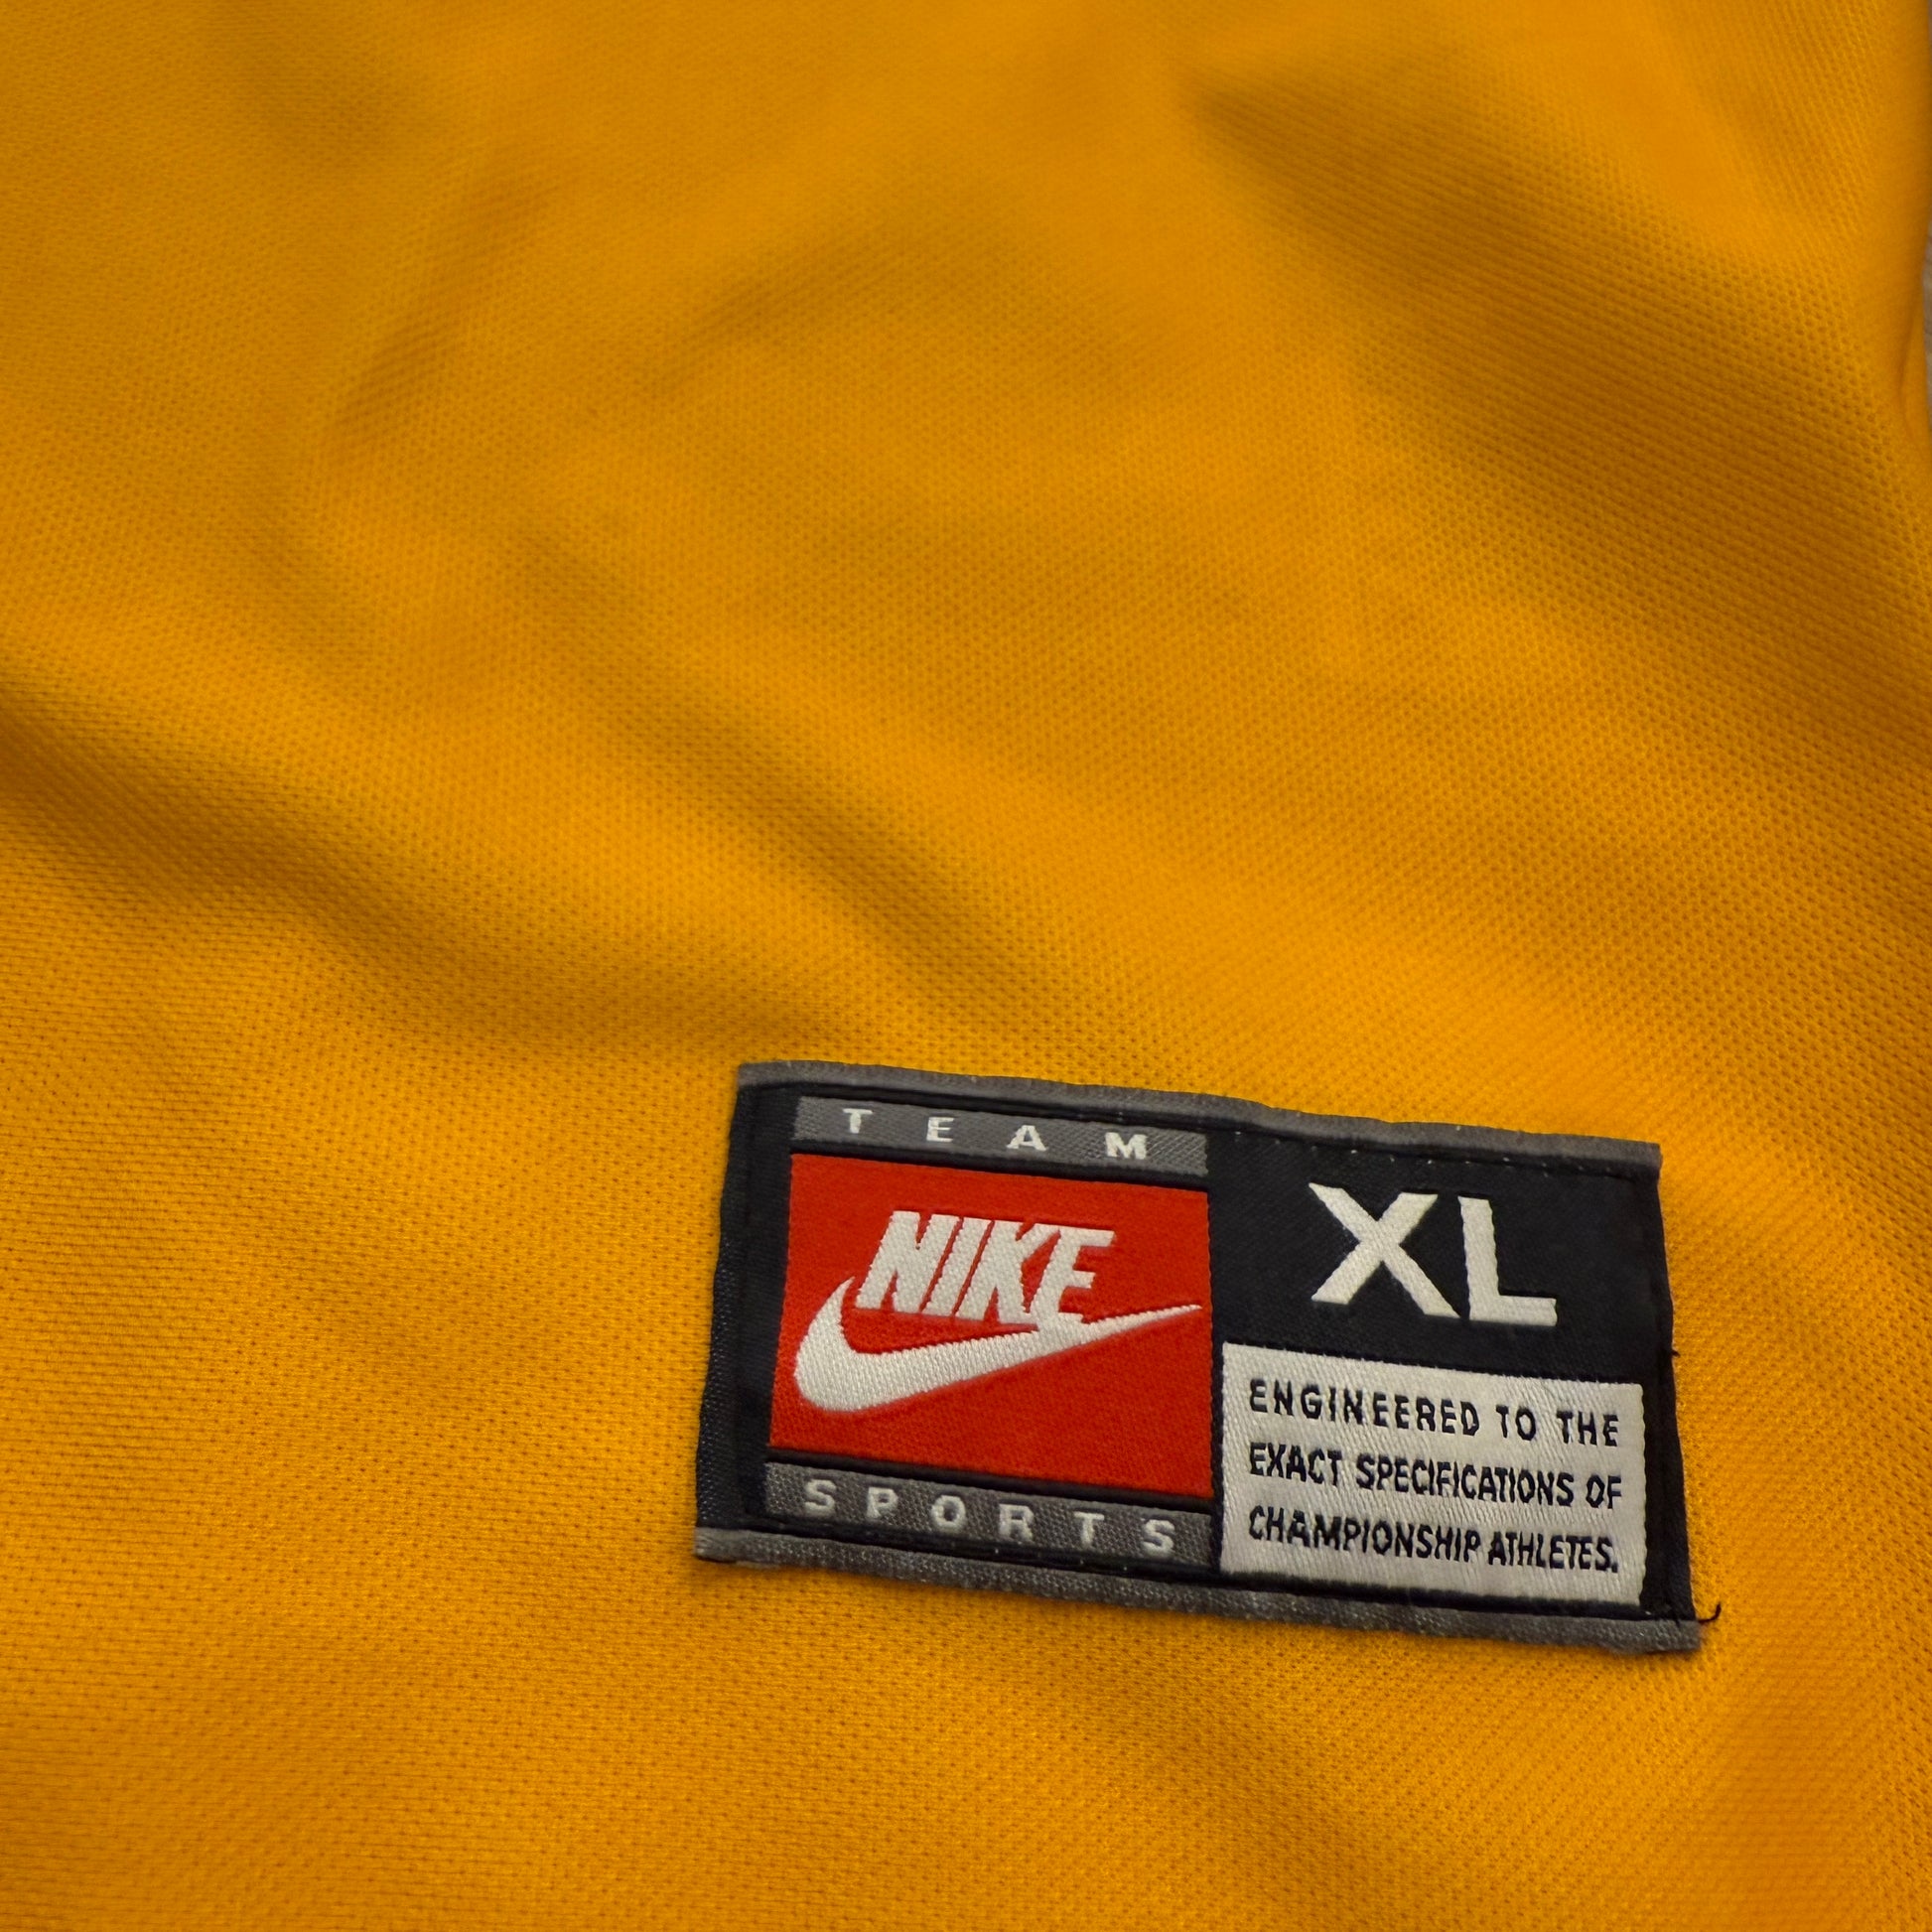 TEAM
NIKE
SPORTS
XL
ENGINEERED TO THE
EXACT SPECIFICATIONS OF
CHAMPIONSHIP ATHLETES.